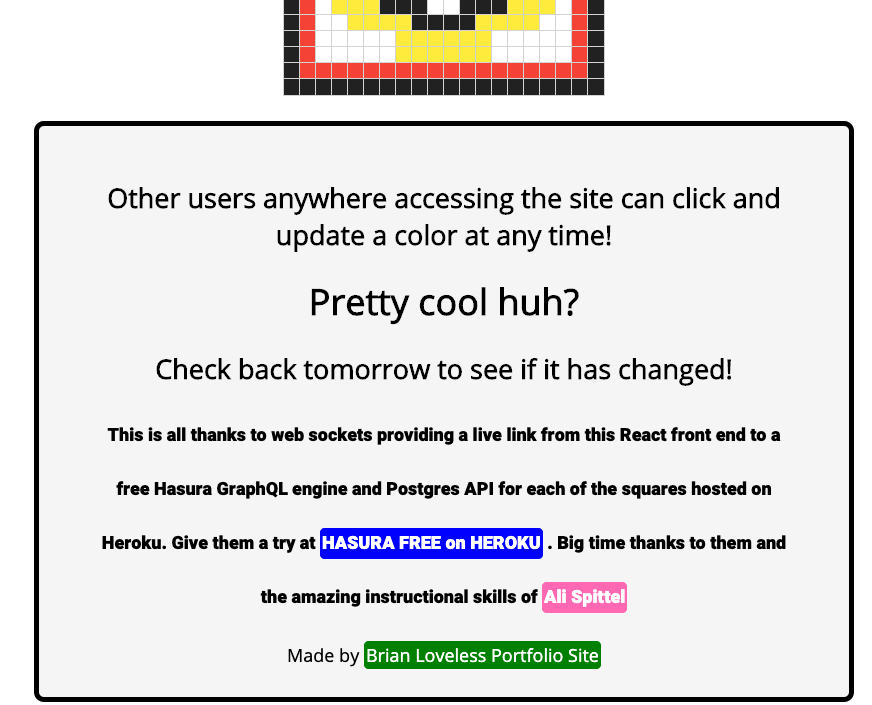 Other users anywhere accessing the site can click and
update a color at any time!
Pretty cool huh?
Check back tomorrow to see if it has changed!
This is all thanks to web sockets providing a live link from this React front end to a
free Hasura GraphQL engine and Postgres API for each of the squares hosted on
Heroku. Give them a try at HASURA FREE on HEROKU . Big time thanks to them and
the amazing instructional skills of Ali Spittel
Made by Brian Loveless Portfolio Site